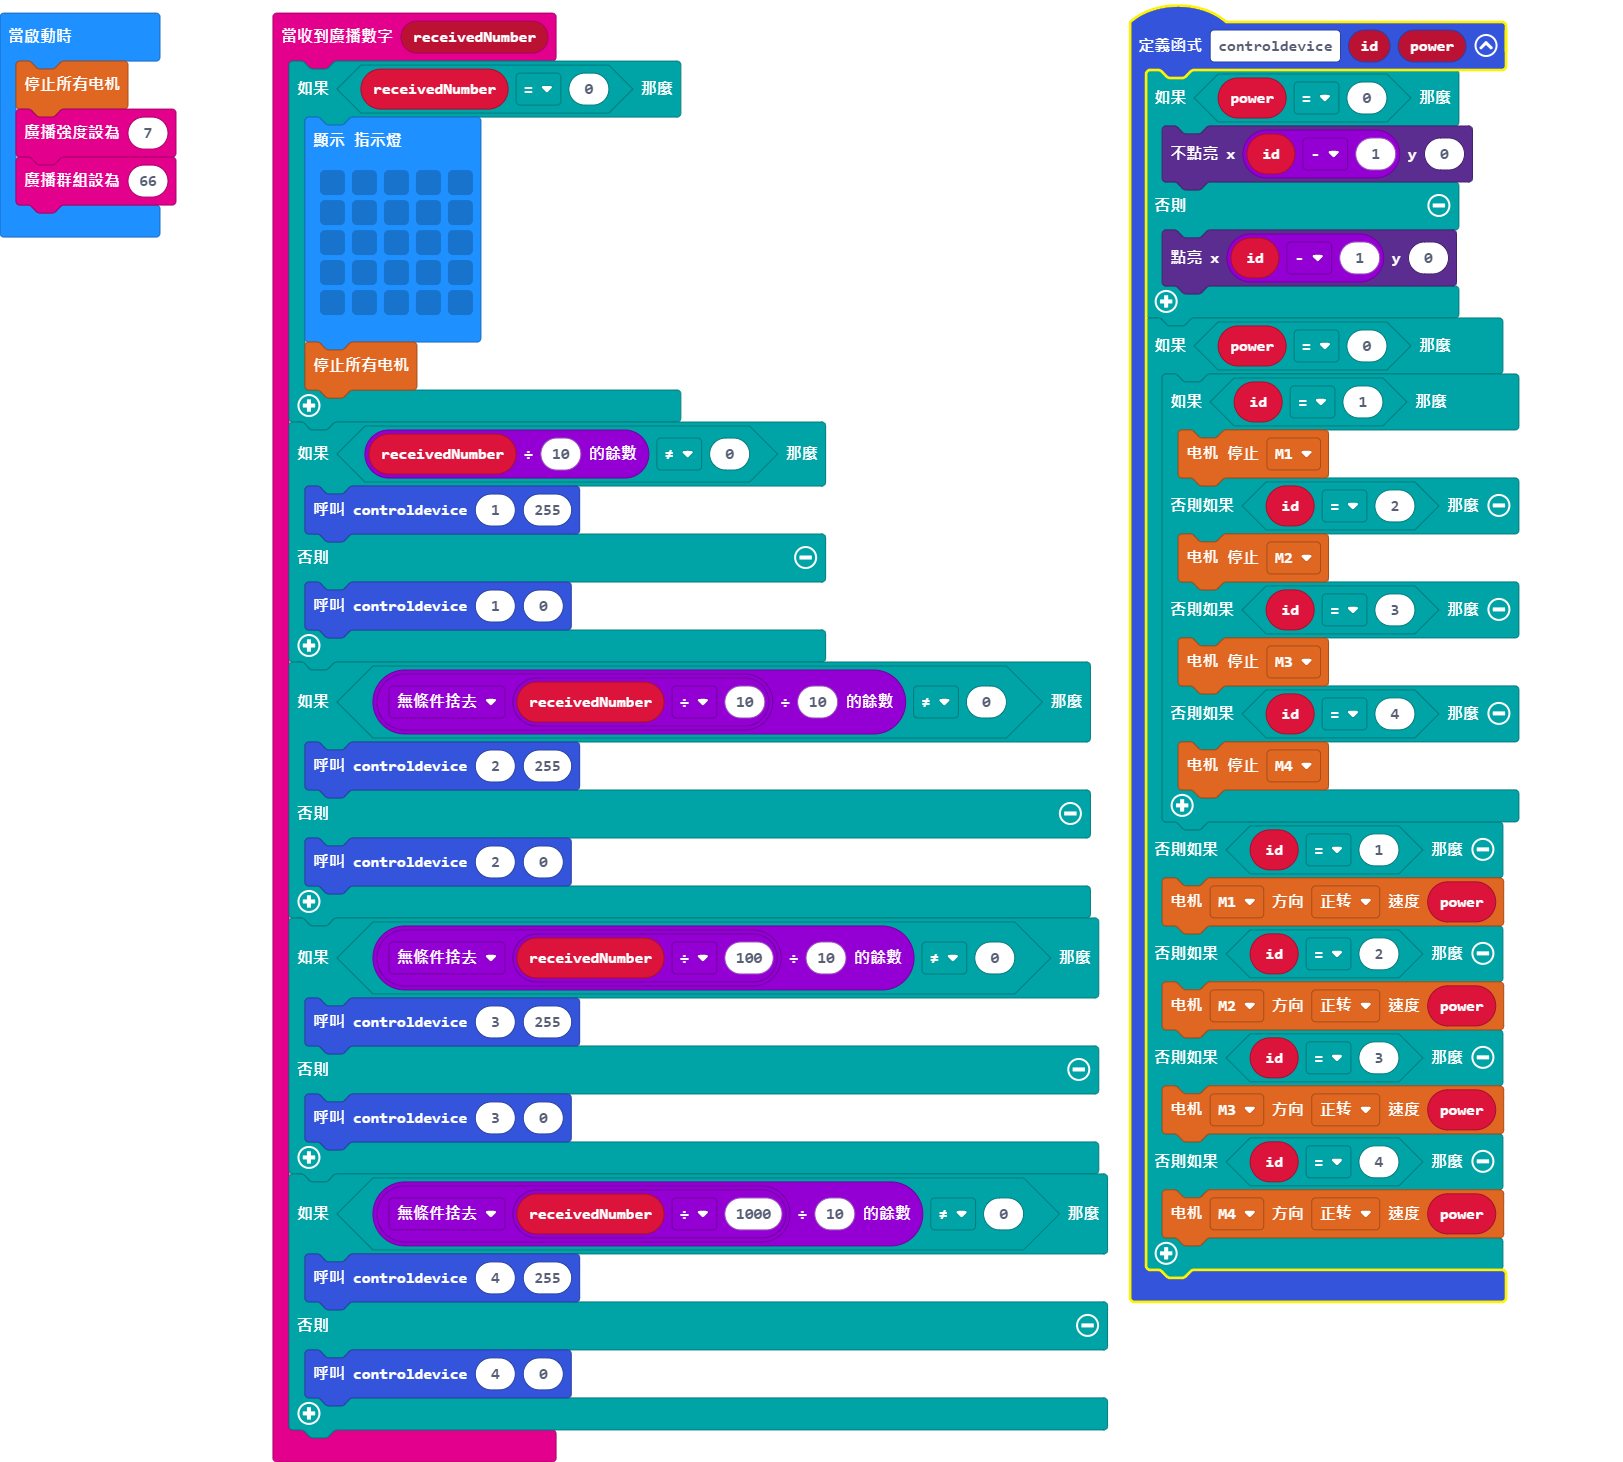 當啟動時
停止所有电机
廣播強度設為 7
廣播群組設為 66
當收到廣播數字 receivedNumber
如果 receivedNumber = 0 那麼
顯示 指示燈
停止所有电机
如果 receivedNumber ÷ 10 的餘數 ≠ 0 那麼
呼叫 controldevice 1 255
否則
呼叫 controldevice 1 0
如果 無條件捨去 receivedNumber ÷ 10 ÷ 10 的餘數 ≠ 0 那麼
呼叫 controldevice 2 255
否則
呼叫 controldevice 2 0
如果 無條件捨去 receivedNumber ÷ 100 ÷ 10 的餘數 ≠ 0 那麼
呼叫 controldevice 3 255
否則
呼叫 controldevice 3 0
如果 無條件捨去 receivedNumber ÷ 1000 ÷ 10 的餘數 ≠ 0 那麼
呼叫 controldevice 4 255
否則
呼叫 controldevice 4 0
定義函式 controldevice id power
如果 power = 0 那麼
不點亮 x id - 1 y 0
否則
點亮 x id - 1 y 0
如果 power = 0 那麼
如果 id = 1 那麼
电机 停止 M1
否則如果 id = 2 那麼
电机 停止 M2
否則如果 id = 3 那麼
电机 停止 M3
否則如果 id = 4 那麼
电机 停止 M4
否則如果 id = 1 那麼
电机 M1 方向 正转 速度 power
否則如果 id = 2 那麼
电机 M2 方向 正转 速度 power
否則如果 id = 3 那麼
电机 M3 方向 正转 速度 power
否則如果 id = 4 那麼
电机 M4 方向 正转 速度 power